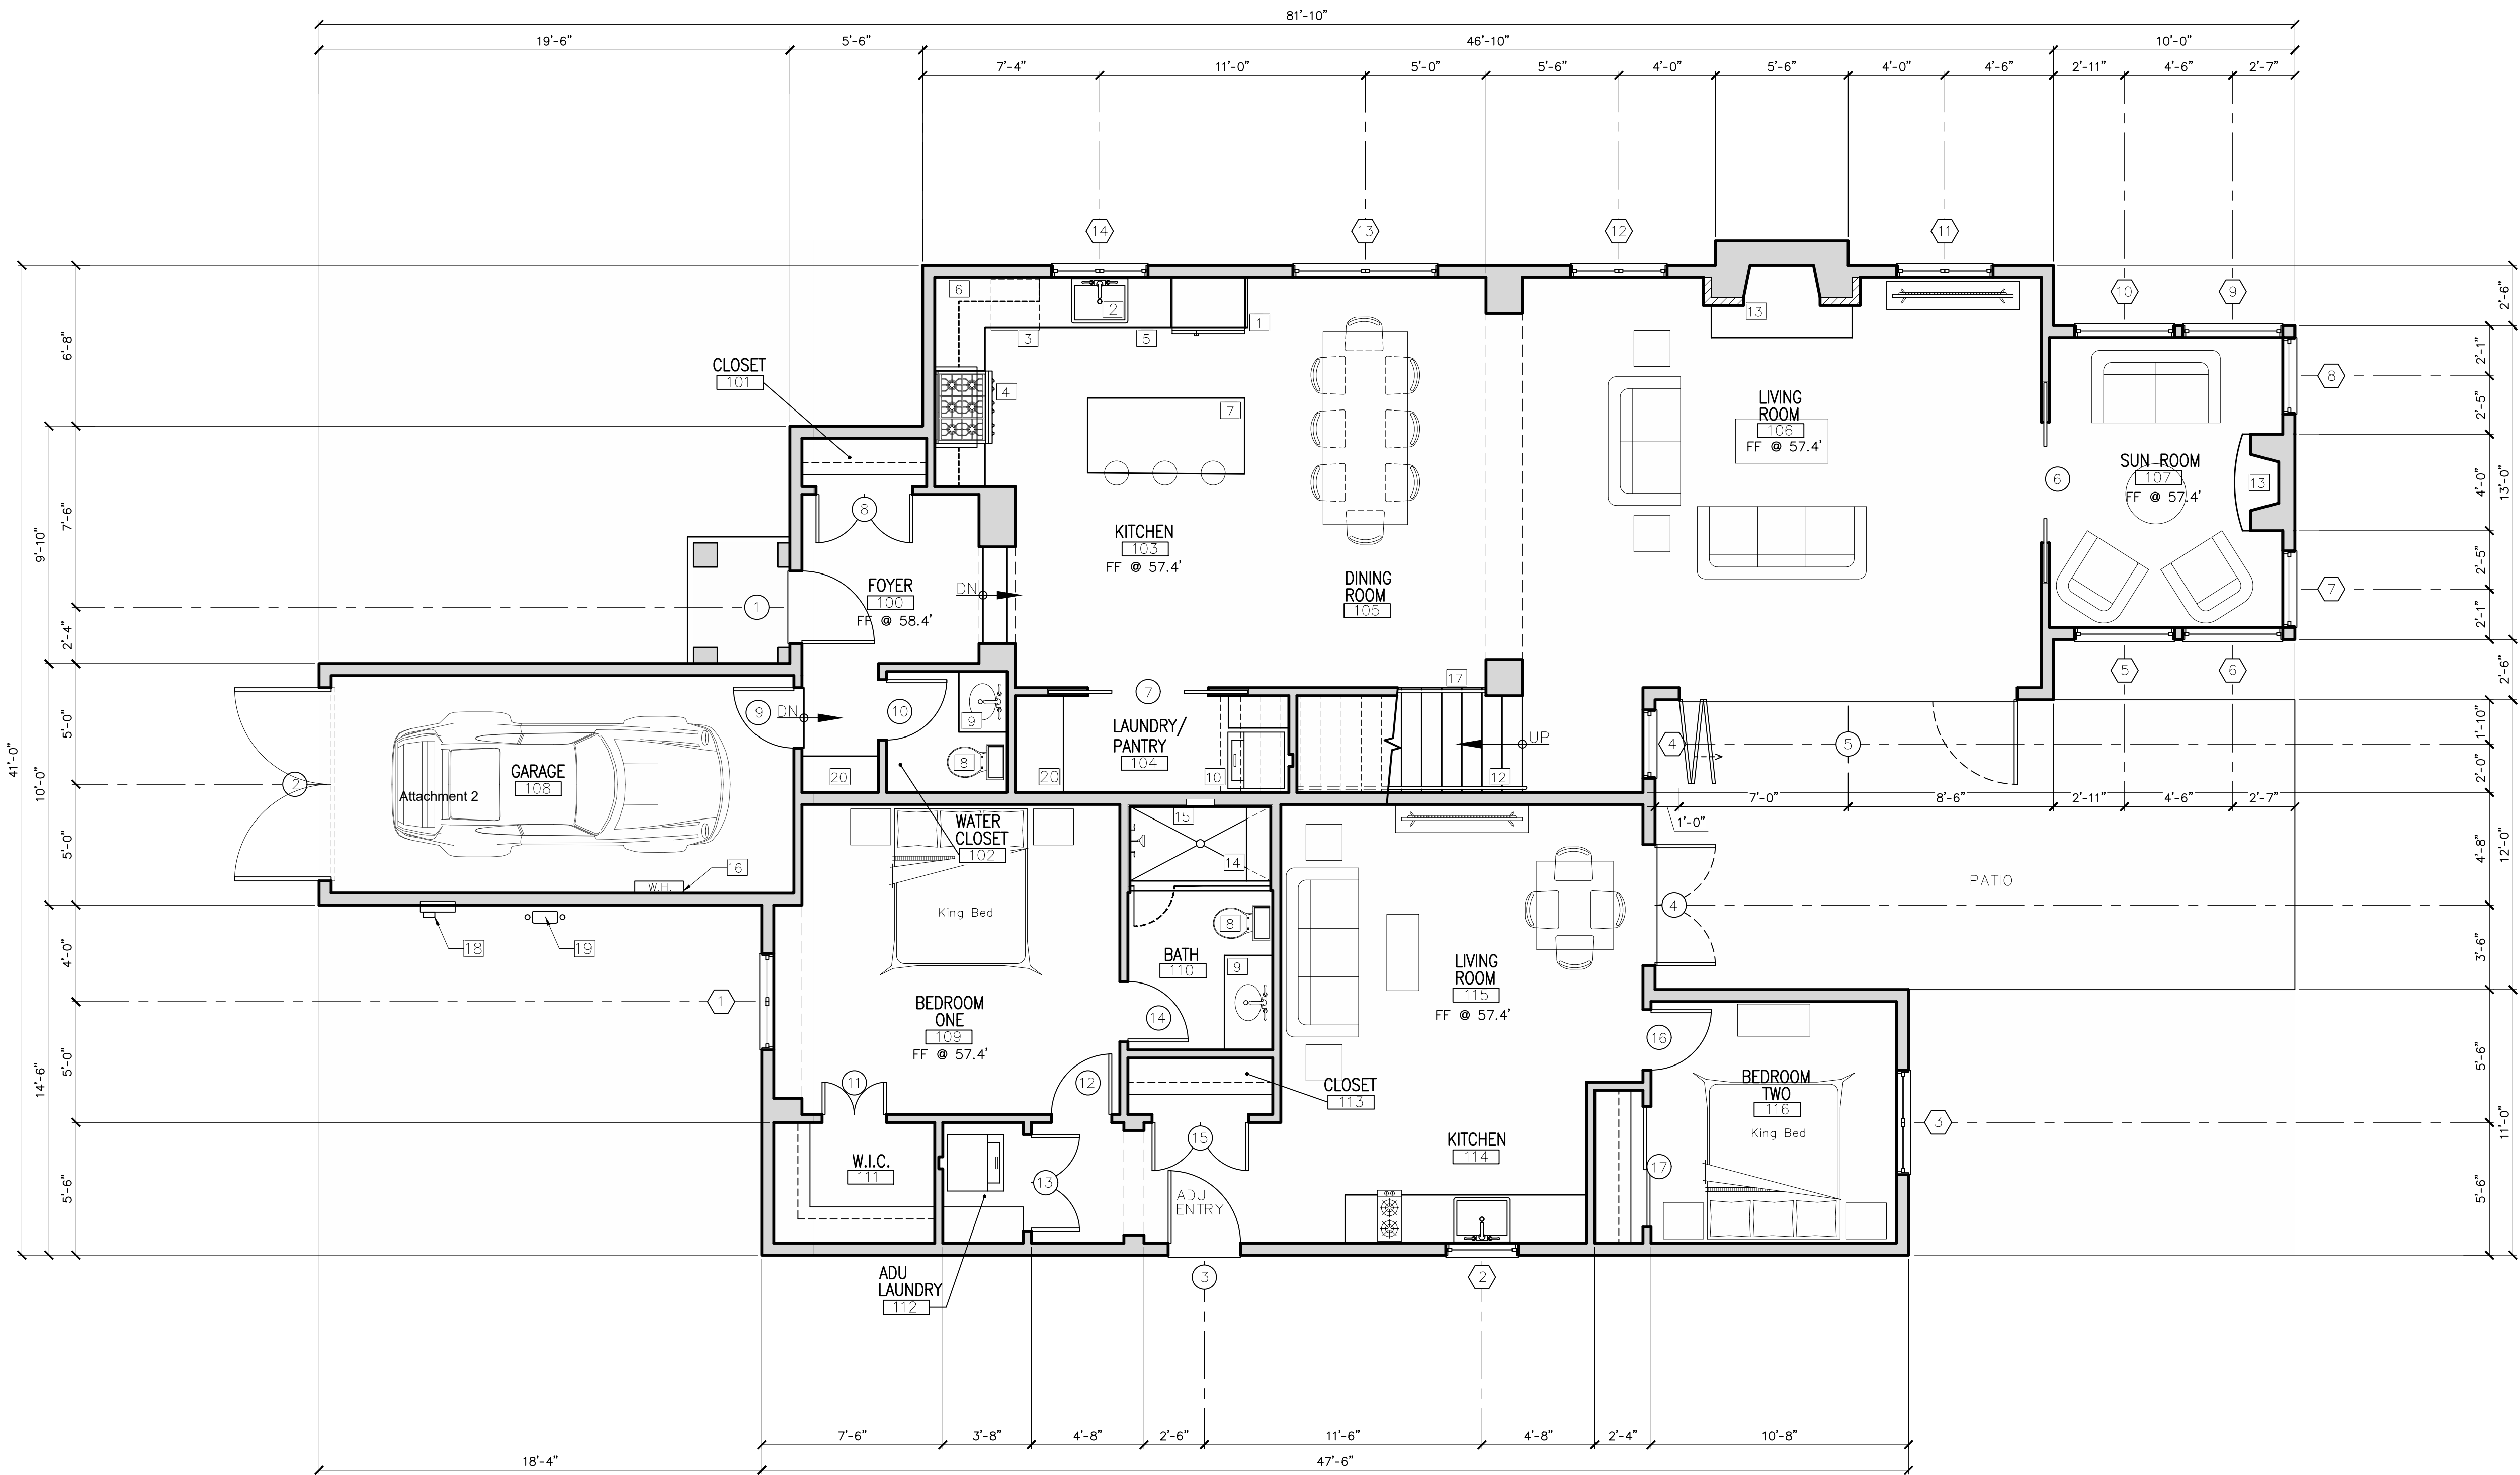 81'-10"
19'-6" 5'-6" 46'-10" 10'-0"
7'-4" 11'-0" 5'-0" 5'-6" 4'-0" 5'-6" 4'-0" 4'-6" 2'-11" 4'-6" 2'-7"
14 13 12 11
10 9
8
7
5 6
41'-0"
9'-10"
10'-0"
14'-6"
6'-8"
7'-6"
2'-4"
5'-0"
5'-0"
4'-0"
5'-0"
5'-6"
2'-6"
2'-1"
2'-5"
4'-0"
2'-5"
2'-1"
2'-6"
1'-10"
2'-0"
4'-8"
3'-6"
5'-6"
5'-6"
13'-0"
12'-0"
11'-0"
CLOSET
101
6
3
2
5
1
4
7
KITCHEN
103
FF @ 57.4'
DINING
ROOM
105
13
LIVING
ROOM
106
FF @ 57.4'
6
SUN ROOM
107
FF @ 57.4'
13
8
1
FOYER
100
FF @ 58.4'
DN
2
GARAGE
108
Attachment 2
9
DN
10
9
8
20
20
7
LAUNDRY/
PANTRY
104
10
17
UP
12
4
5
7'-0" 8'-6" 2'-11" 4'-6" 2'-7"
1'-0"
PATIO
W.H.
16
18
19
WATER
CLOSET
102
King Bed
BEDROOM
ONE
109
FF @ 57.4'
1
15
14
8
BATH
110
9
14
12
11
LIVING
ROOM
115
FF @ 57.4'
4
16
CLOSET
113
15
BEDROOM
TWO
116
King Bed
3
17
KITCHEN
114
W.I.C.
111
13
ADU
ENTRY
ADU
LAUNDRY
112
3
2
7'-6" 3'-8" 4'-8" 2'-6" 11'-6" 4'-8" 2'-4" 10'-8"
18'-4" 47'-6"